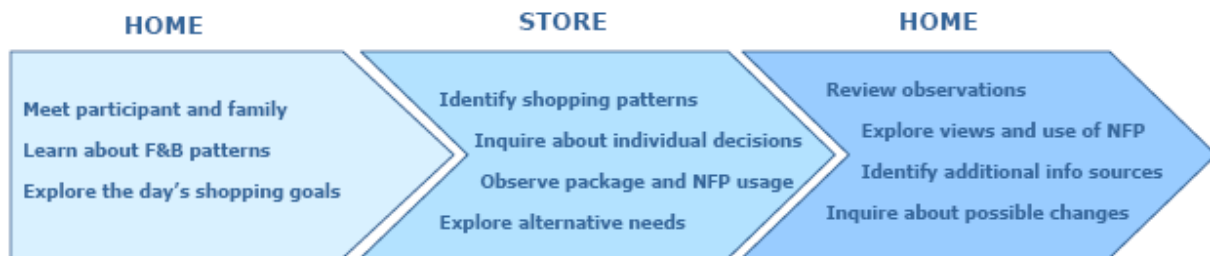 HOME
Meet participant and family
Learn about F&B patterns
Explore the day's shopping goals
STORE
Identify shopping patterns
Inquire about individual decisions
Observe package and NFP usage
Explore alternative needs
HOME
Review observations
Explore views and use of NFP
Identify additional info sources
Inquire about possible changes